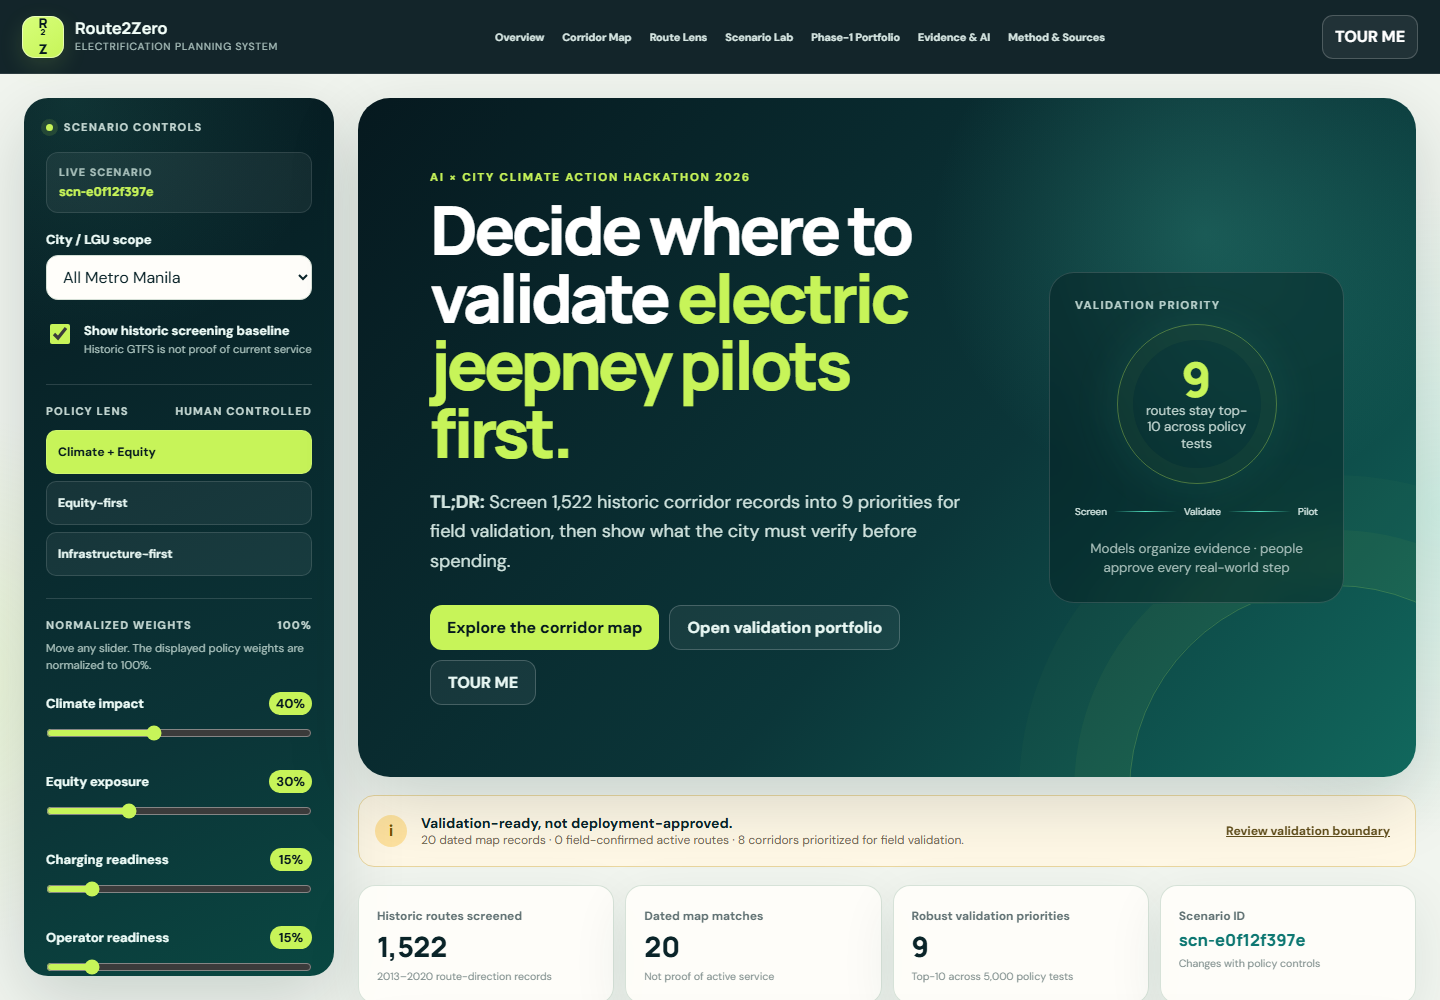 R
2
Z
Route2Zero
ELECTRIFICATION PLANNING SYSTEM
Overview
Corridor Map
Route Lens
Scenario Lab
Phase-1 Portfolio
Evidence & AI
Method & Sources
TOUR ME
SCENARIO CONTROLS
LIVE SCENARIO
scn-e0f12f397e
City / LGU scope
All Metro Manila
Show historic screening baseline
Historic GTFS is not proof of current service
POLICY LENS
HUMAN CONTROLLED
Climate + Equity
Equity-first
Infrastructure-first
NORMALIZED WEIGHTS
100%
Move any slider. The displayed policy weights are
normalized to 100%.
Climate impact
40%
Equity exposure
30%
Charging readiness
15%
Operator readiness
15%
AI × CITY CLIMATE ACTION HACKATHON 2026
Decide where to
validate electric
jeepney pilots
first.
TL;DR: Screen 1,522 historic corridor records into 9 priorities for
field validation, then show what the city must verify before
spending.
Explore the corridor map
Open validation portfolio
TOUR ME
VALIDATION PRIORITY
9
routes stay top-
10 across policy
tests
Screen
Validate
Pilot
Models organize evidence · people
approve every real-world step
i
Validation-ready, not deployment-approved.
20 dated map records · 0 field-confirmed active routes · 8 corridors prioritized for field validation.
Review validation boundary
Historic routes screened
1,522
2013–2020 route-direction records
Dated map matches
20
Not proof of active service
Robust validation priorities
9
Top-10 across 5,000 policy tests
Scenario ID
scn-e0f12f397e
Changes with policy controls